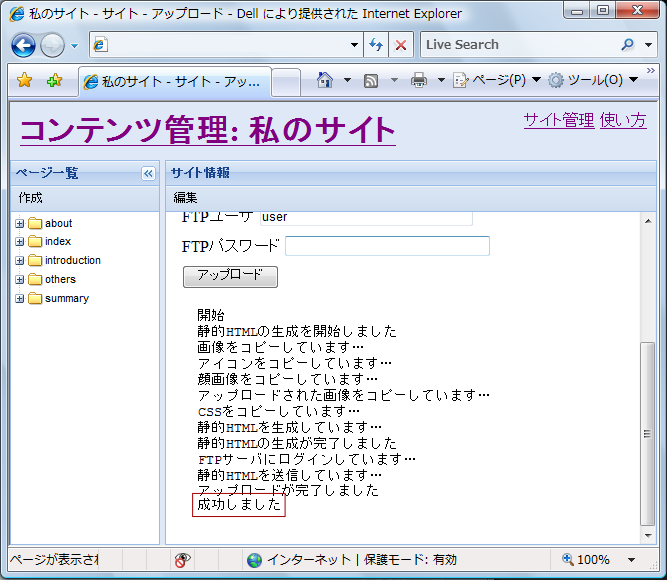 私のサイト - サイト - アップロード - Dell により提供された Internet Explorer
Live Search
私のサイト - サイト - アッ...
ページ(P)
ツール(O)
コンテンツ管理: 私のサイト
サイト管理 使い方
ページ一覧
サイト情報
作成
編集
about
index
introduction
others
summary
FTPユーザ user
FTPパスワード
アップロード
開始
静的HTMLの生成を開始しました
画像をコピーしています…
アイコンをコピーしています…
顔画像をコピーしています…
アップロードされた画像をコピーしています…
CSSをコピーしています…
静的HTMLを生成しています…
静的HTMLの生成が完了しました
FTPサーバにログインしています…
静的HTMLを送信しています…
アップロードが完了しました
成功しました
ページが表示され
インターネット | 保護モード: 有効
100%